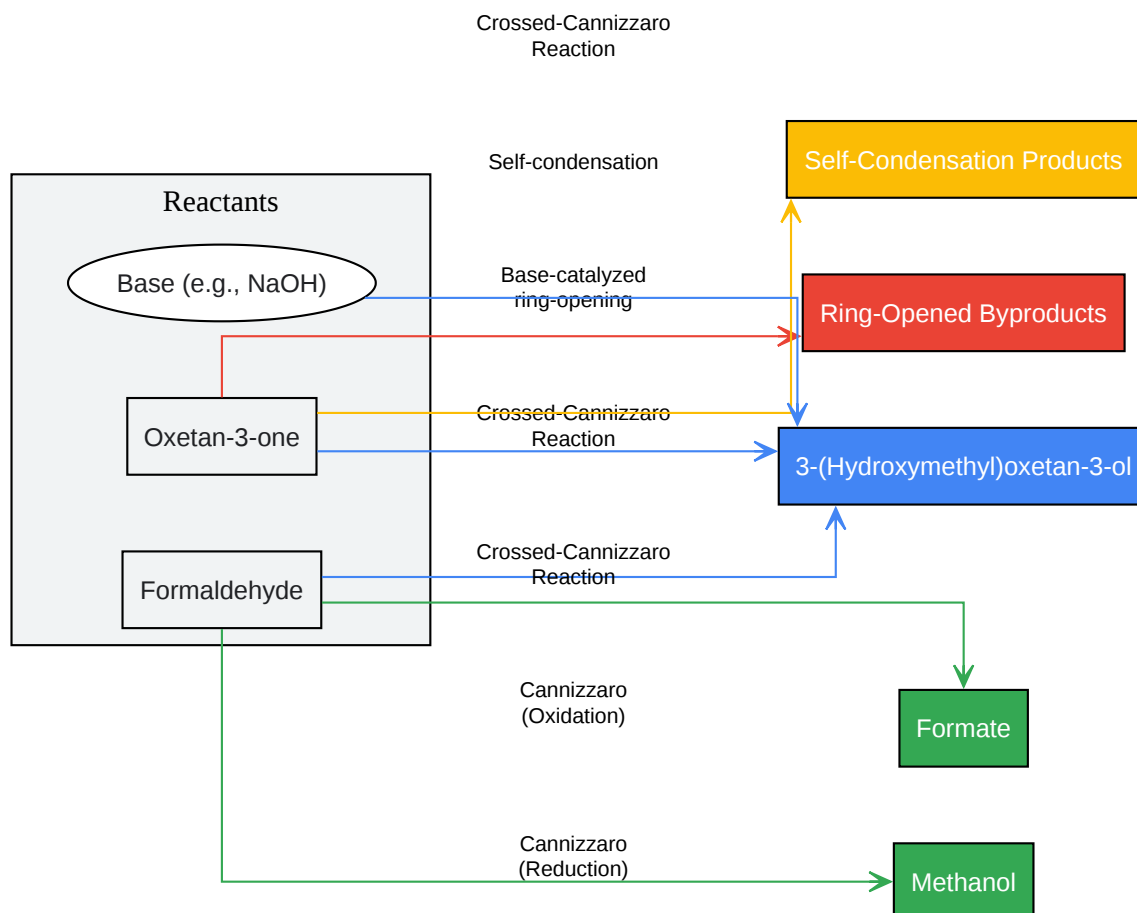 Crossed-Cannizzaro
Reaction
Self-condensation
Self-Condensation Products
Reactants
Base (e.g., NaOH)
Base-catalyzed
ring-opening
Ring-Opened Byproducts
Oxetan-3-one
Crossed-Cannizzaro
Reaction
3-(Hydroxymethyl)oxetan-3-ol
Crossed-Cannizzaro
Reaction
Formaldehyde
Cannizzaro
(Oxidation)
Formate
Cannizzaro
(Reduction)
Methanol